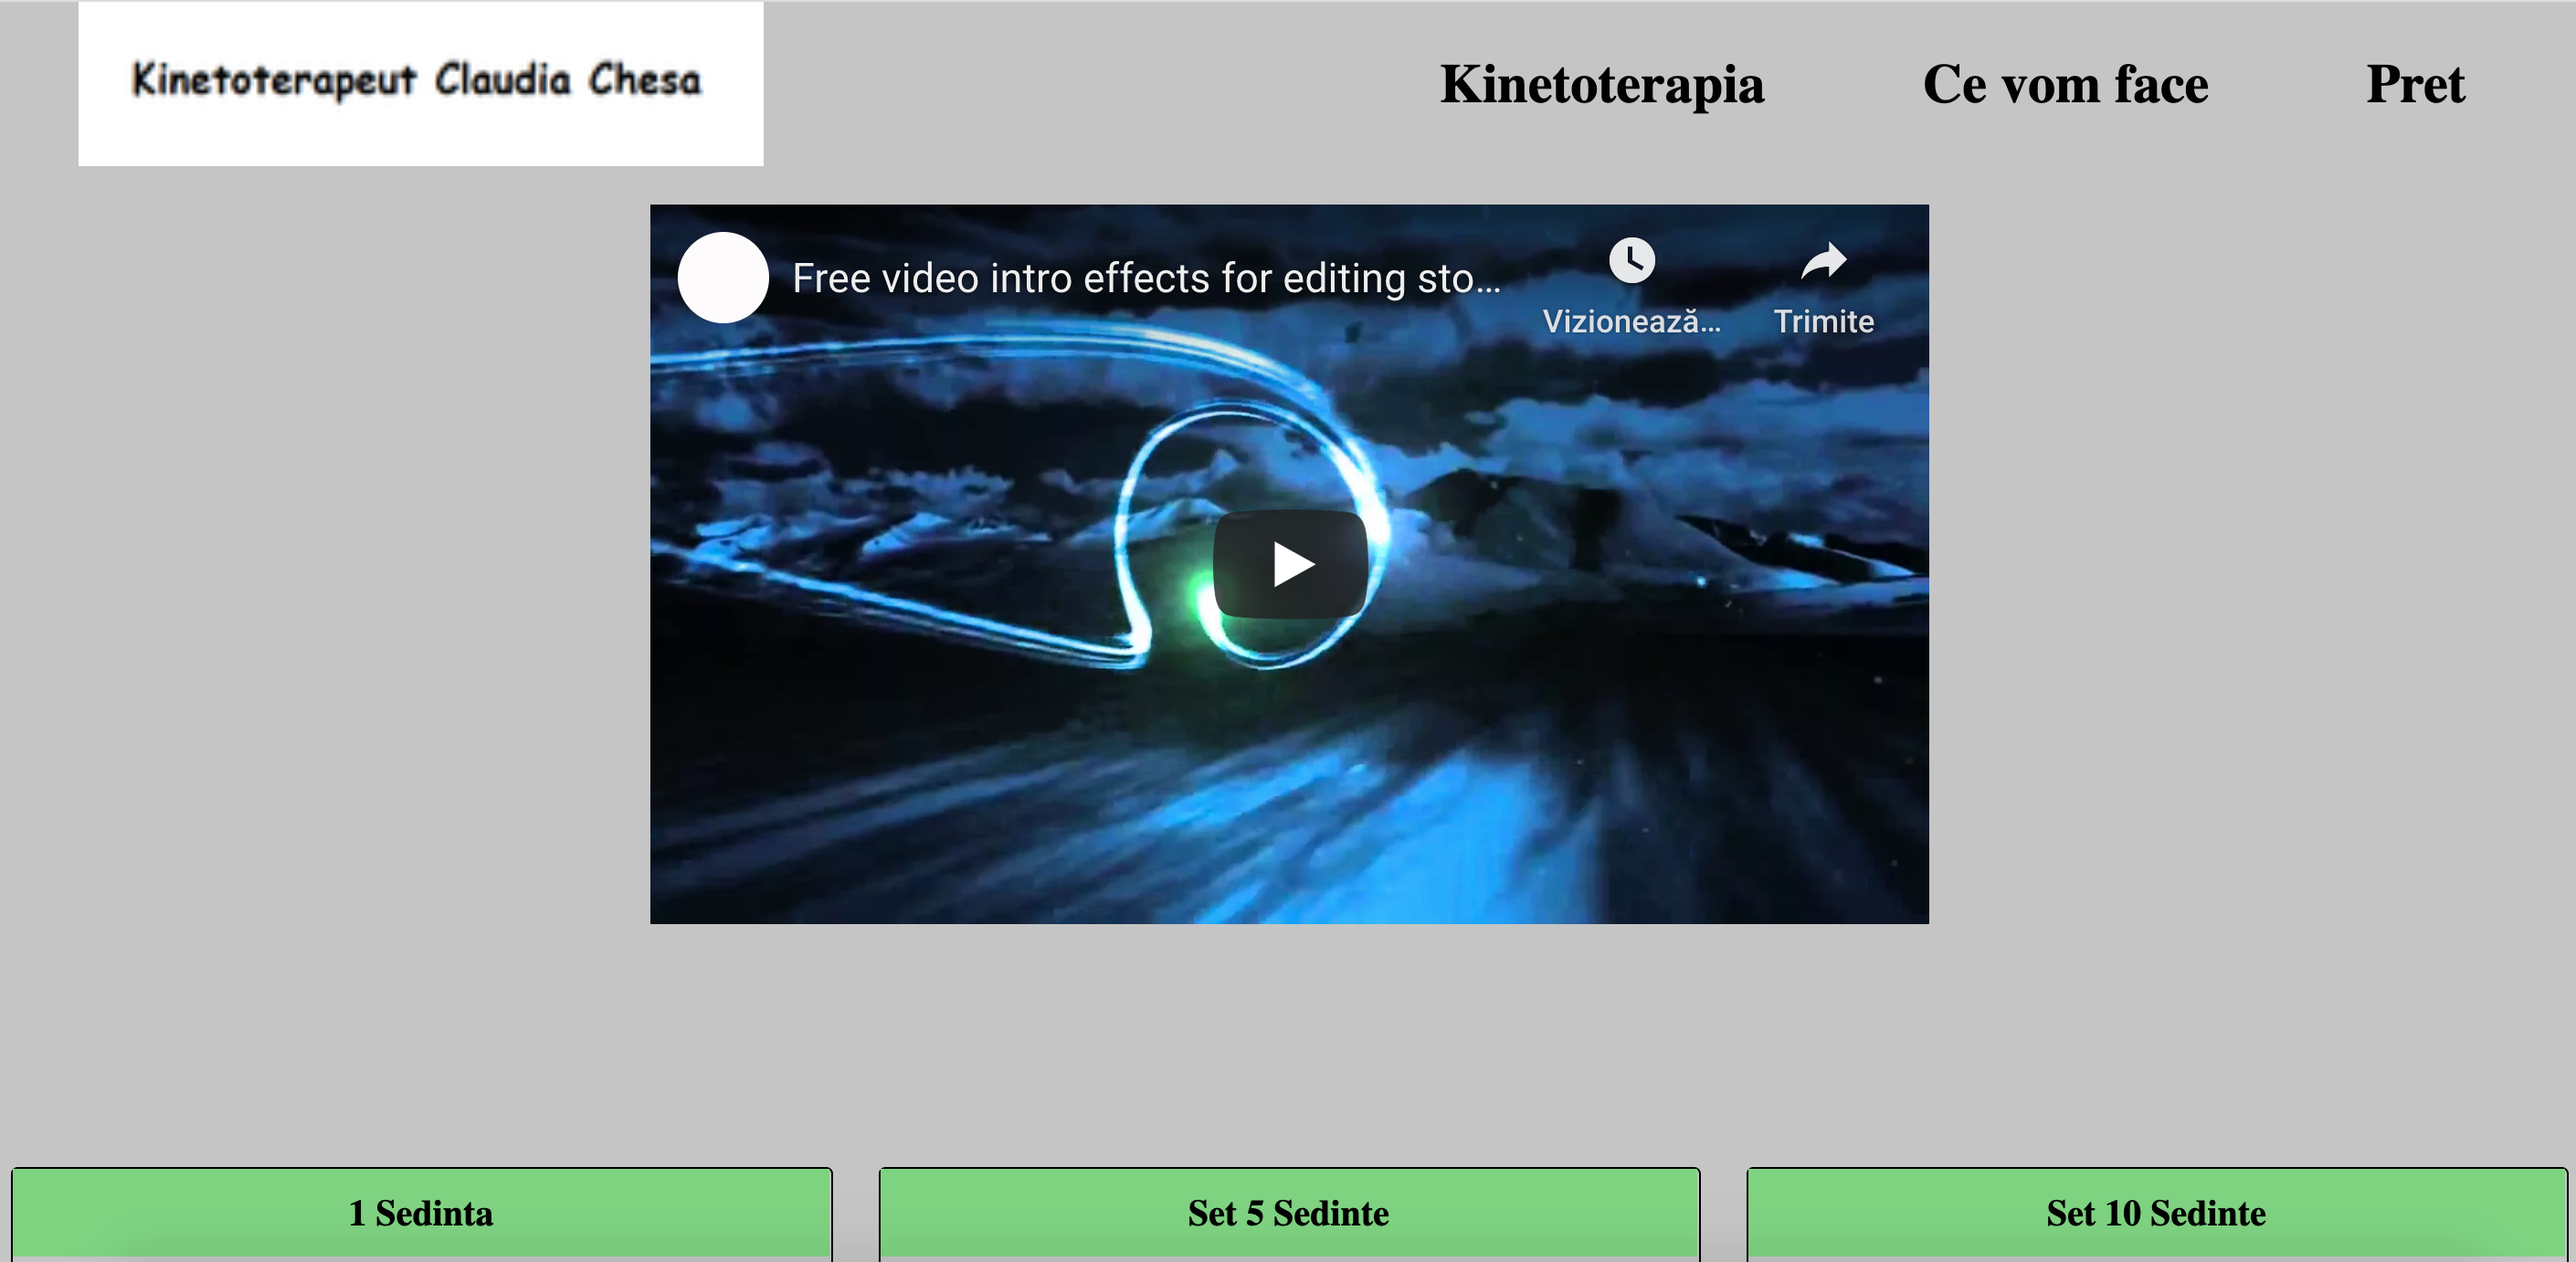 Kinetoterapeut Claudia Chesa
Kinetoterapia
Ce vom face
Pret
Free video intro effects for editing sto...
Vizionează...
Trimite
1 Sedinta
Set 5 Sedinte
Set 10 Sedinte